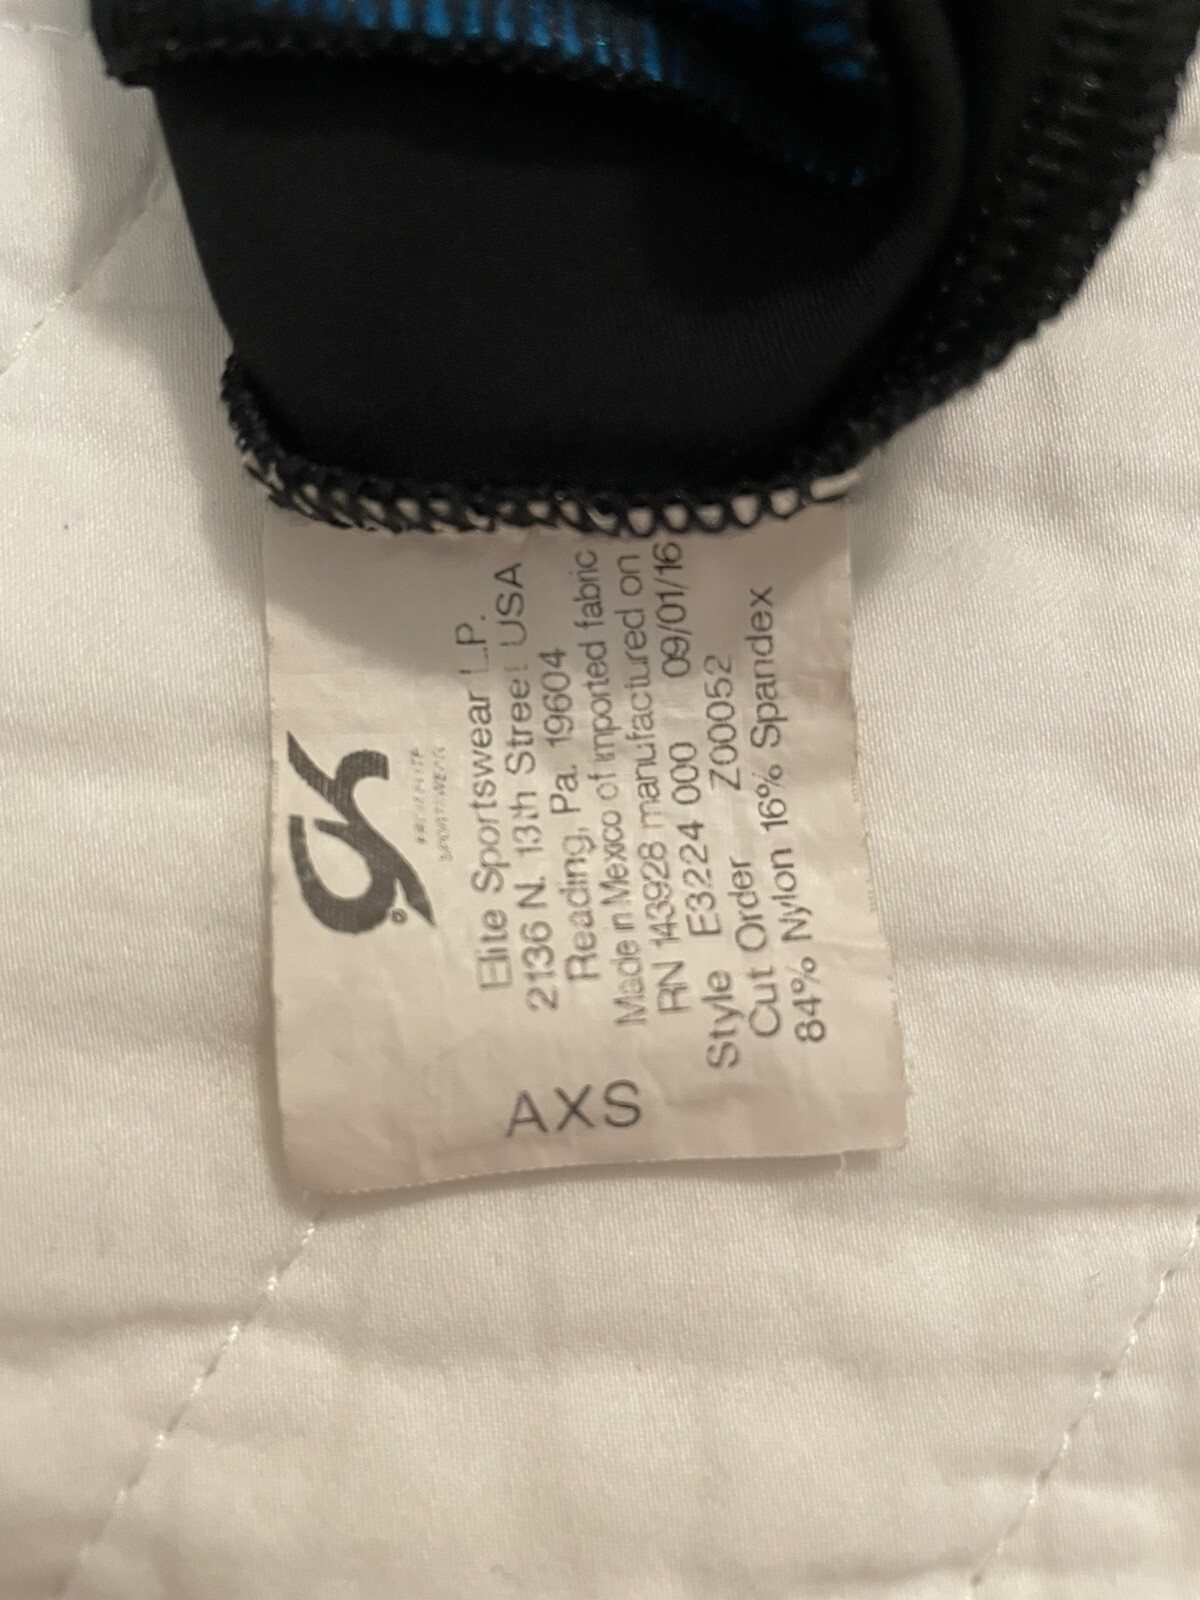 GK
Elite Sportswear L.P.
2136 N. 13th Street USA
Reading, Pa. 19604
Made in Mexico of imported fabric
RN 143928 manufactured on
E3224 000 09/01/16
Style Z00052
Cut Order
84% Nylon 16% Spandex
AXS